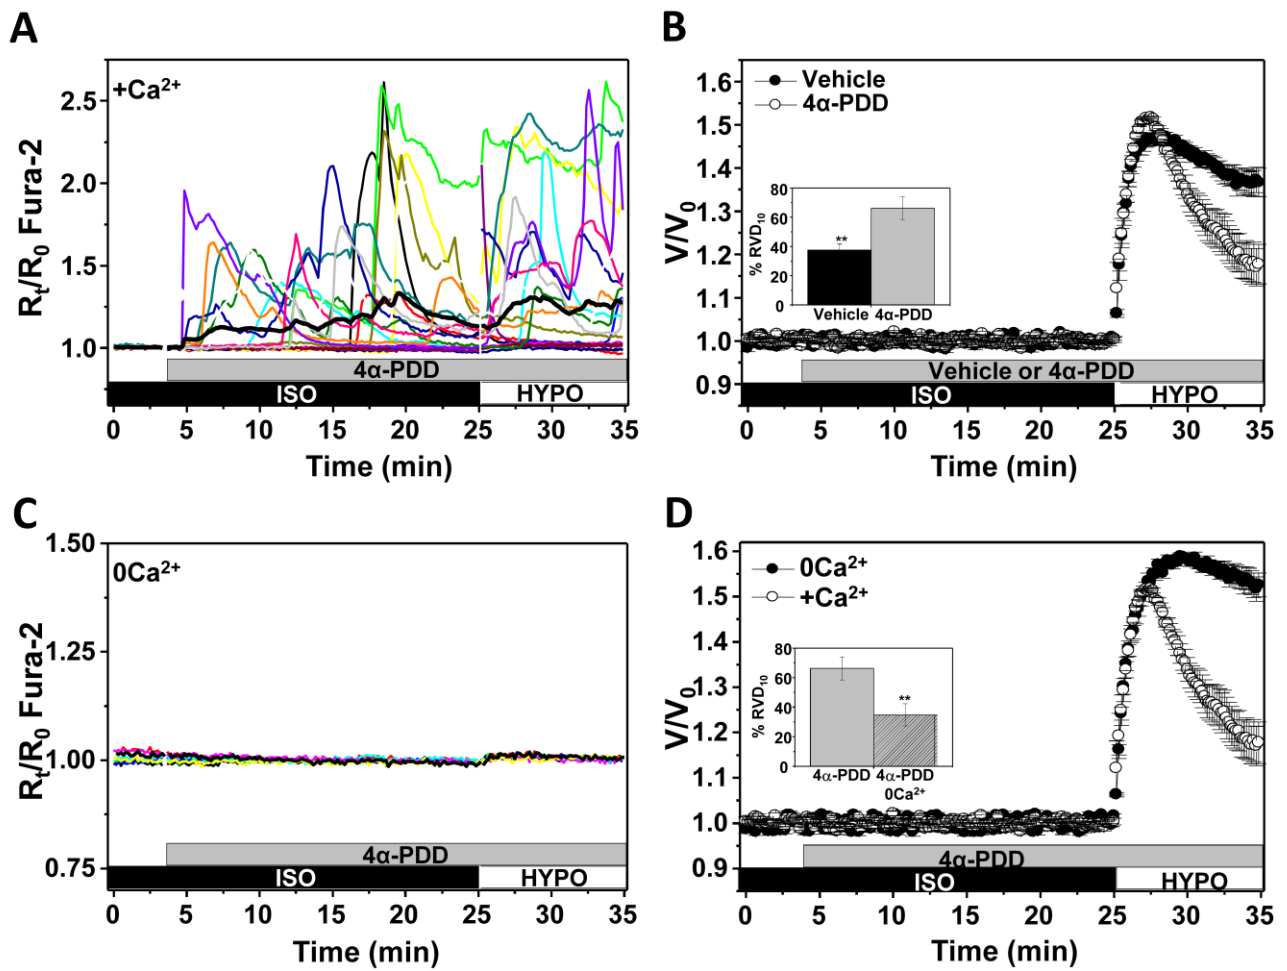 A
+Ca²⁺
Rt/R0 Fura-2
2.5
2.0
1.5
1.0
4α-PDD
ISO
HYPO
0 5 10 15 20 25 30 35
Time (min)
B
Vehicle
4α-PDD
V/V0
1.6
1.5
1.4
1.3
1.2
1.1
1.0
0.9
% RVD10
80
60
40
20
0
**
Vehicle 4α-PDD
Vehicle or 4α-PDD
ISO
HYPO
0 5 10 15 20 25 30 35
Time (min)
C
0Ca²⁺
Rt/R0 Fura-2
1.50
1.25
1.00
0.75
4α-PDD
ISO
HYPO
0 5 10 15 20 25 30 35
Time (min)
D
0Ca²⁺
+Ca²⁺
V/V0
1.6
1.5
1.4
1.3
1.2
1.1
1.0
0.9
% RVD10
80
60
40
20
0
**
4α-PDD 4α-PDD
0Ca²⁺
4α-PDD
ISO
HYPO
0 5 10 15 20 25 30 35
Time (min)